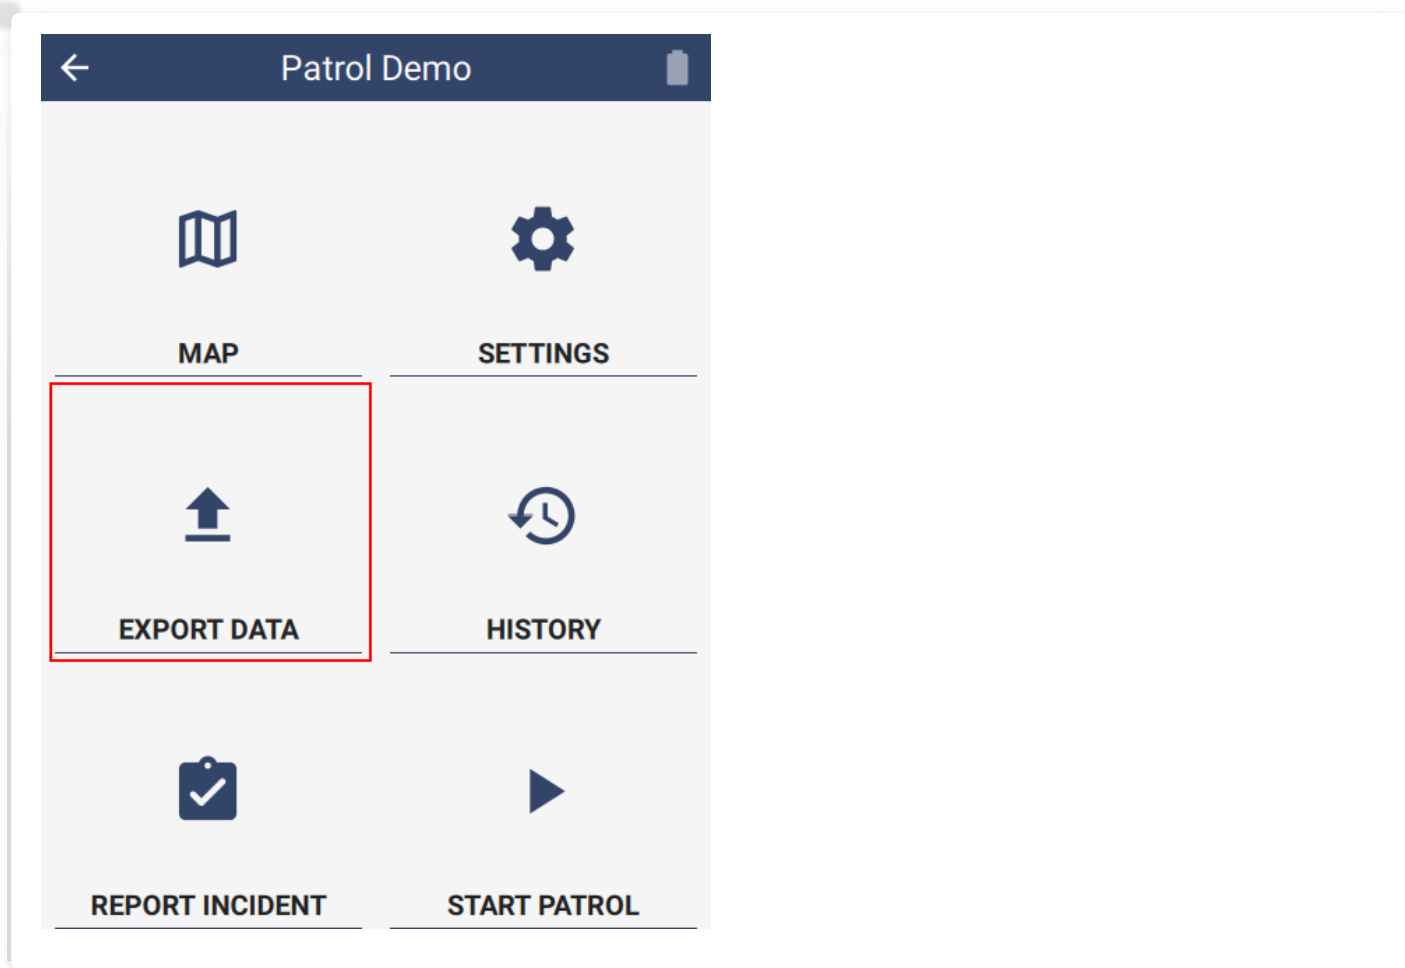 Patrol Demo
MAP
SETTINGS
EXPORT DATA
HISTORY
REPORT INCIDENT
START PATROL